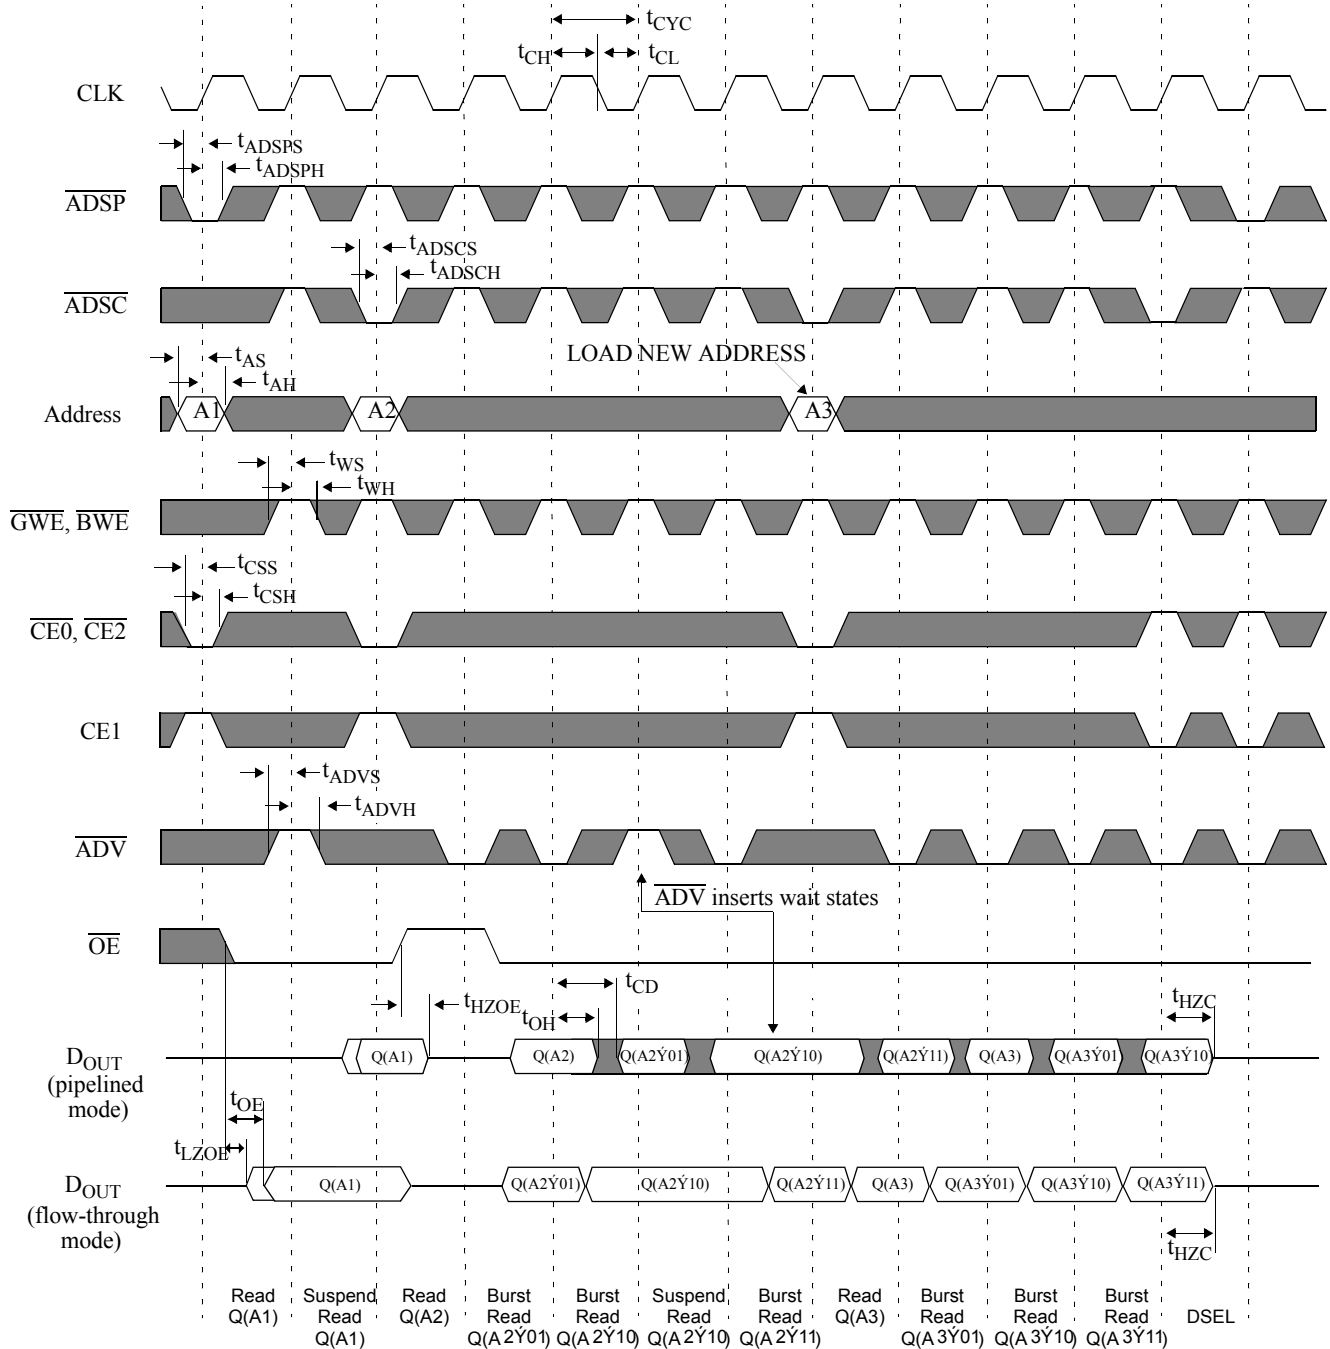 tCYC
tCH
tCL
CLK
tADSPS
tADSPH
ADSP
tADSCS
tADSCH
ADSC
LOAD NEW ADDRESS
tAS
tAH
Address
A1
A2
A3
tWS
tWH
GWE, BWE
tCSS
tCSH
CE0, CE2
CE1
tADVS
tADVH
ADV
ADV inserts wait states
OE
tCD
tHZOE
tOH
tHZC
DOUT
(pipelined
mode)
Q(A1)
Q(A2)
Q(A2Ý01)
Q(A2Ý10)
Q(A2Ý11)
Q(A3)
Q(A3Ý01)
Q(A3Ý10)
tOE
tLZOE
DOUT
(flow-through
mode)
Q(A1)
Q(A2Ý01)
Q(A2Ý10)
Q(A2Ý11)
Q(A3)
Q(A3Ý01)
Q(A3Ý10)
Q(A3Ý11)
tHZC
Read
Q(A1)
Suspend
Read
Q(A1)
Read
Q(A2)
Burst
Read
Q(A 2Ý01)
Burst
Read
Q(A 2Ý10)
Suspend
Read
Q(A 2Ý10)
Burst
Read
Q(A 2Ý11)
Read
Q(A3)
Burst
Read
Q(A 3Ý01)
Burst
Read
Q(A 3Ý10)
Burst
Read
Q(A 3Ý11)
DSEL